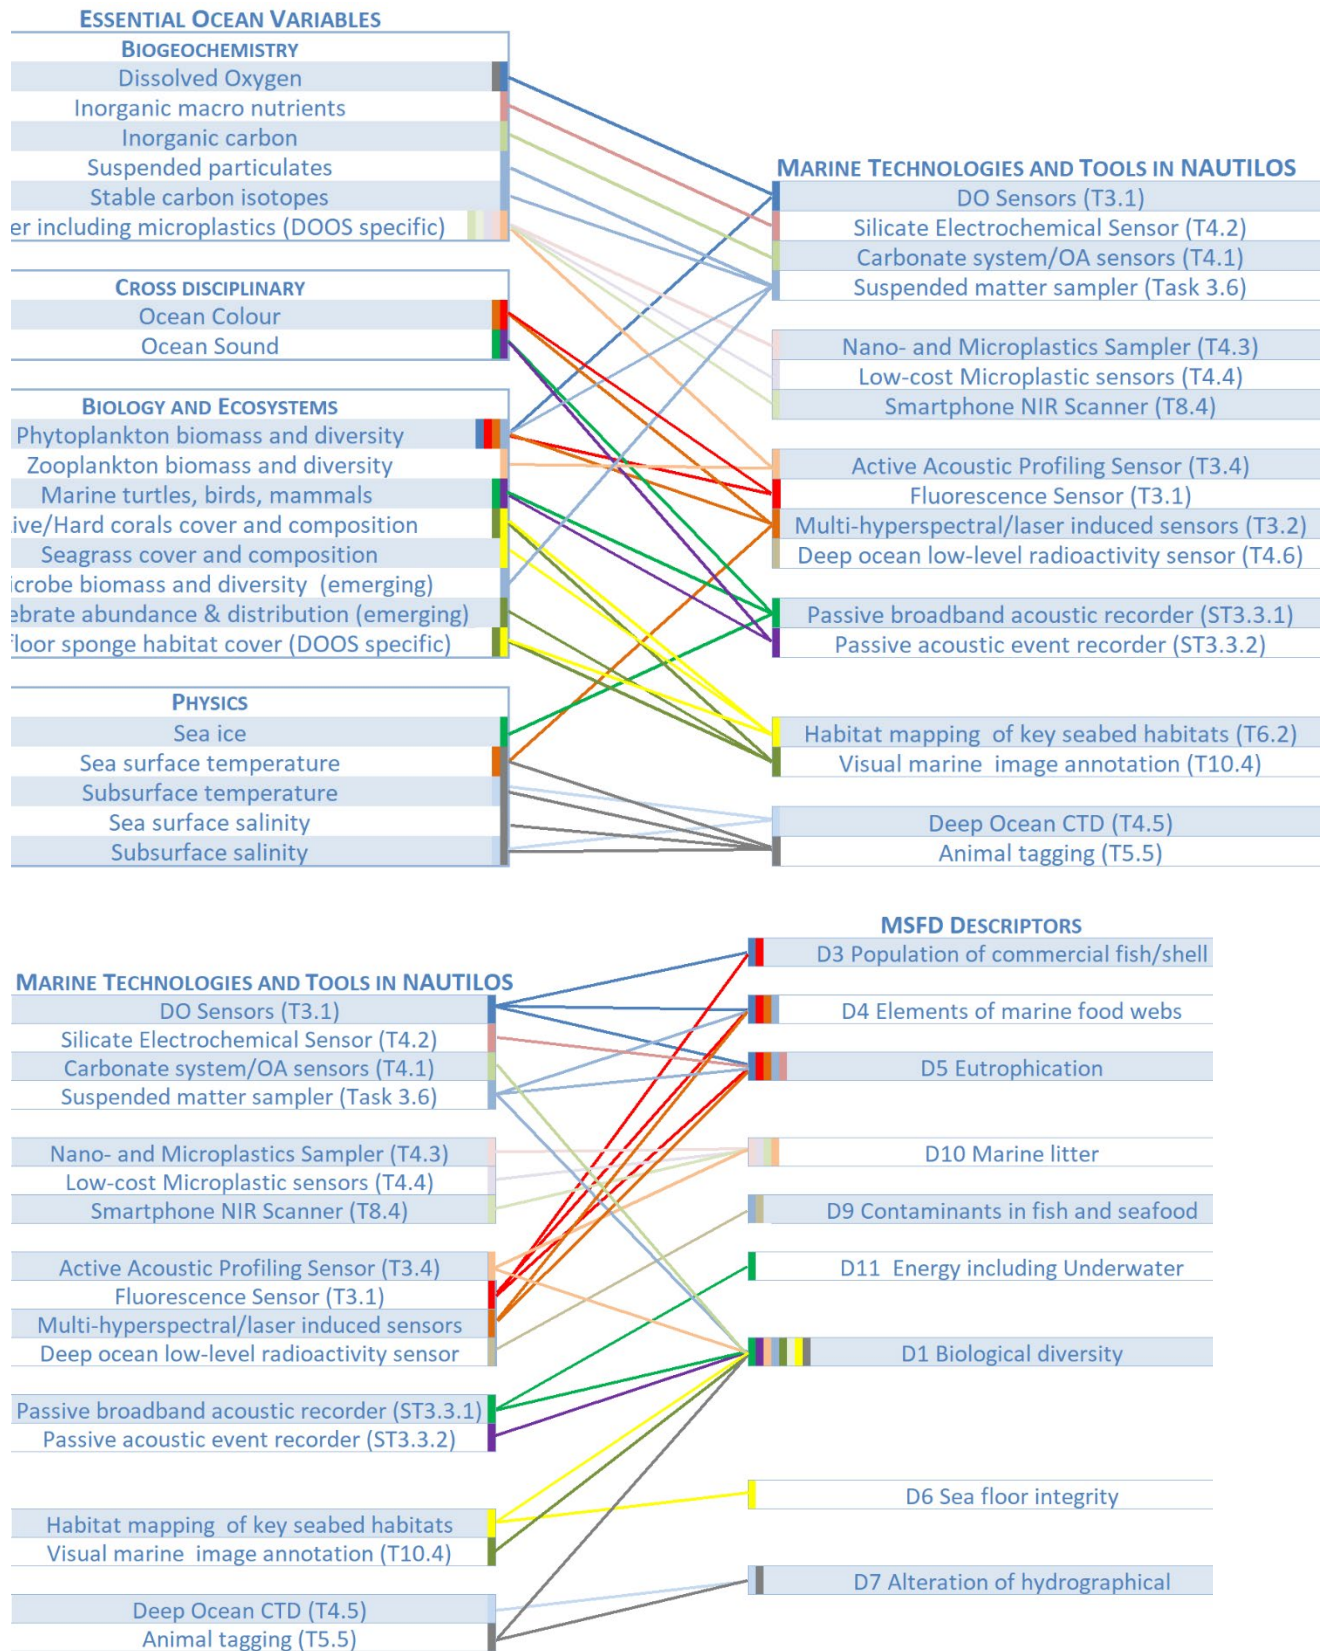 ESSENTIAL OCEAN VARIABLES
BIOGEOCHEMISTRY
Dissolved Oxygen
Inorganic macro nutrients
Inorganic carbon
Suspended particulates
Stable carbon isotopes
er including microplastics (DOOS specific)
CROSS DISCIPLINARY
Ocean Colour
Ocean Sound
BIOLOGY AND ECOSYSTEMS
Phytoplankton biomass and diversity
Zooplankton biomass and diversity
Marine turtles, birds, mammals
ive/Hard corals cover and composition
Seagrass cover and composition
icrobe biomass and diversity (emerging)
ebrate abundance & distribution (emerging)
floor sponge habitat cover (DOOS specific)
PHYSICS
Sea ice
Sea surface temperature
Subsurface temperature
Sea surface salinity
Subsurface salinity
MARINE TECHNOLOGIES AND TOOLS IN NAUTILOS
DO Sensors (T3.1)
Silicate Electrochemical Sensor (T4.2)
Carbonate system/OA sensors (T4.1)
Suspended matter sampler (Task 3.6)
Nano- and Microplastics Sampler (T4.3)
Low-cost Microplastic sensors (T4.4)
Smartphone NIR Scanner (T8.4)
Active Acoustic Profiling Sensor (T3.4)
Fluorescence Sensor (T3.1)
Multi-hyperspectral/laser induced sensors (T3.2)
Deep ocean low-level radioactivity sensor (T4.6)
Passive broadband acoustic recorder (ST3.3.1)
Passive acoustic event recorder (ST3.3.2)
Habitat mapping of key seabed habitats (T6.2)
Visual marine image annotation (T10.4)
Deep Ocean CTD (T4.5)
Animal tagging (T5.5)
MARINE TECHNOLOGIES AND TOOLS IN NAUTILOS
DO Sensors (T3.1)
Silicate Electrochemical Sensor (T4.2)
Carbonate system/OA sensors (T4.1)
Suspended matter sampler (Task 3.6)
Nano- and Microplastics Sampler (T4.3)
Low-cost Microplastic sensors (T4.4)
Smartphone NIR Scanner (T8.4)
Active Acoustic Profiling Sensor (T3.4)
Fluorescence Sensor (T3.1)
Multi-hyperspectral/laser induced sensors
Deep ocean low-level radioactivity sensor
Passive broadband acoustic recorder (ST3.3.1)
Passive acoustic event recorder (ST3.3.2)
Habitat mapping of key seabed habitats
Visual marine image annotation (T10.4)
Deep Ocean CTD (T4.5)
Animal tagging (T5.5)
MSFD DESCRIPTORS
D3 Population of commercial fish/shell
D4 Elements of marine food webs
D5 Eutrophication
D10 Marine litter
D9 Contaminants in fish and seafood
D11 Energy including Underwater
D1 Biological diversity
D6 Sea floor integrity
D7 Alteration of hydrographical